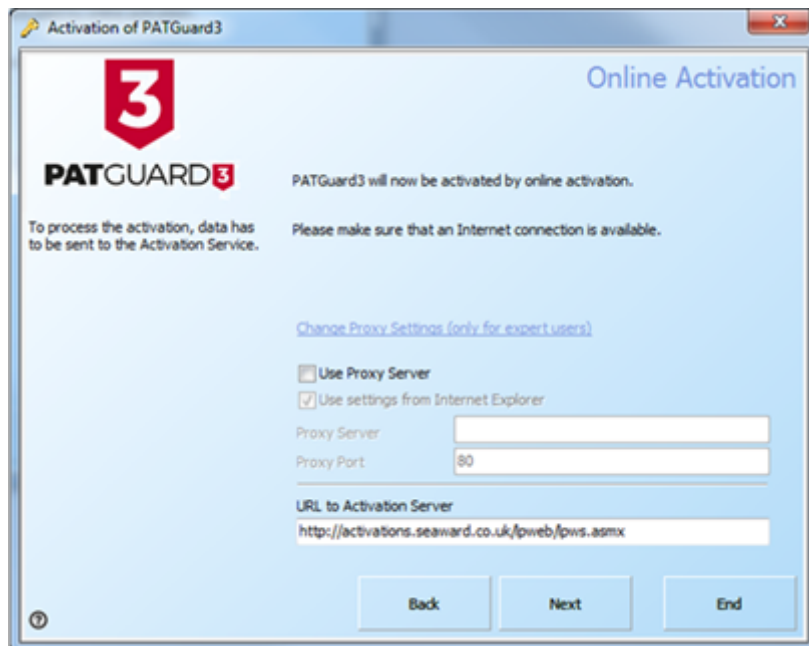 Activation of PATGuard3
Online Activation
3
PATGUARD3
To process the activation, data has
to be sent to the Activation Service.
PATGuard3 will now be activated by online activation.
Please make sure that an Internet connection is available.
Change Proxy Settings (only for expert users)
Use Proxy Server
Use settings from Internet Explorer
Proxy Server
Proxy Port
80
URL to Activation Server
http://activations.seaward.co.uk/lpweb/lpws.asmx
Back
Next
End